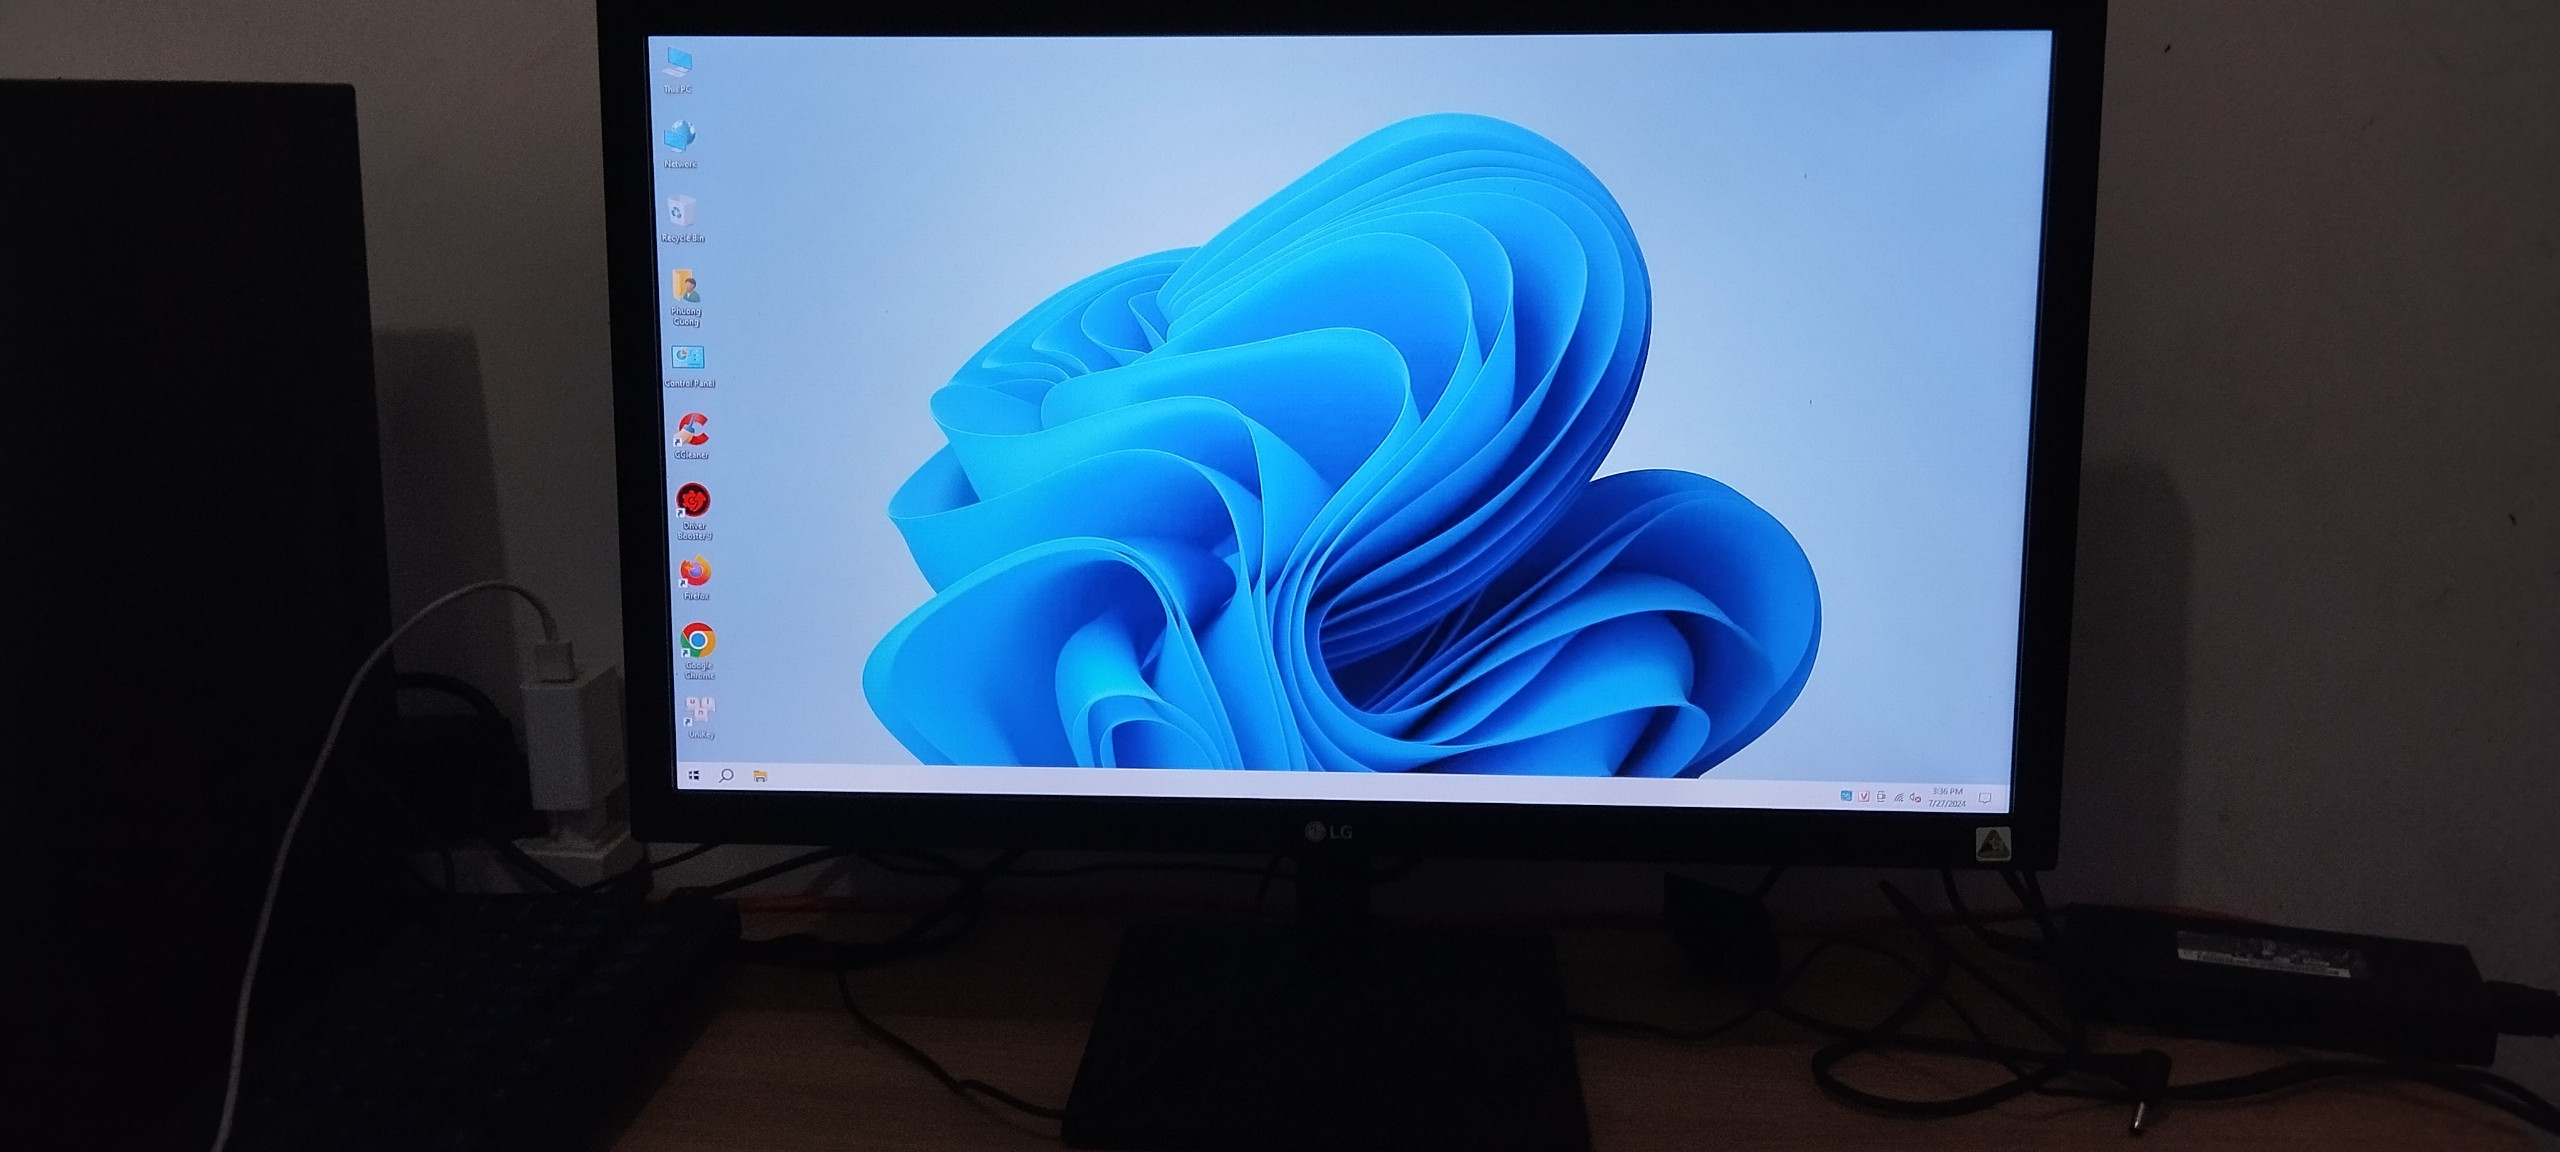 This PC
Network
Recycle Bin
Phuong
Cuong
Control Panel
CCleaner
Driver
Booster 9
Firefox
Google
Chrome
UniKey
V
3:36 PM
7/27/2024
LG